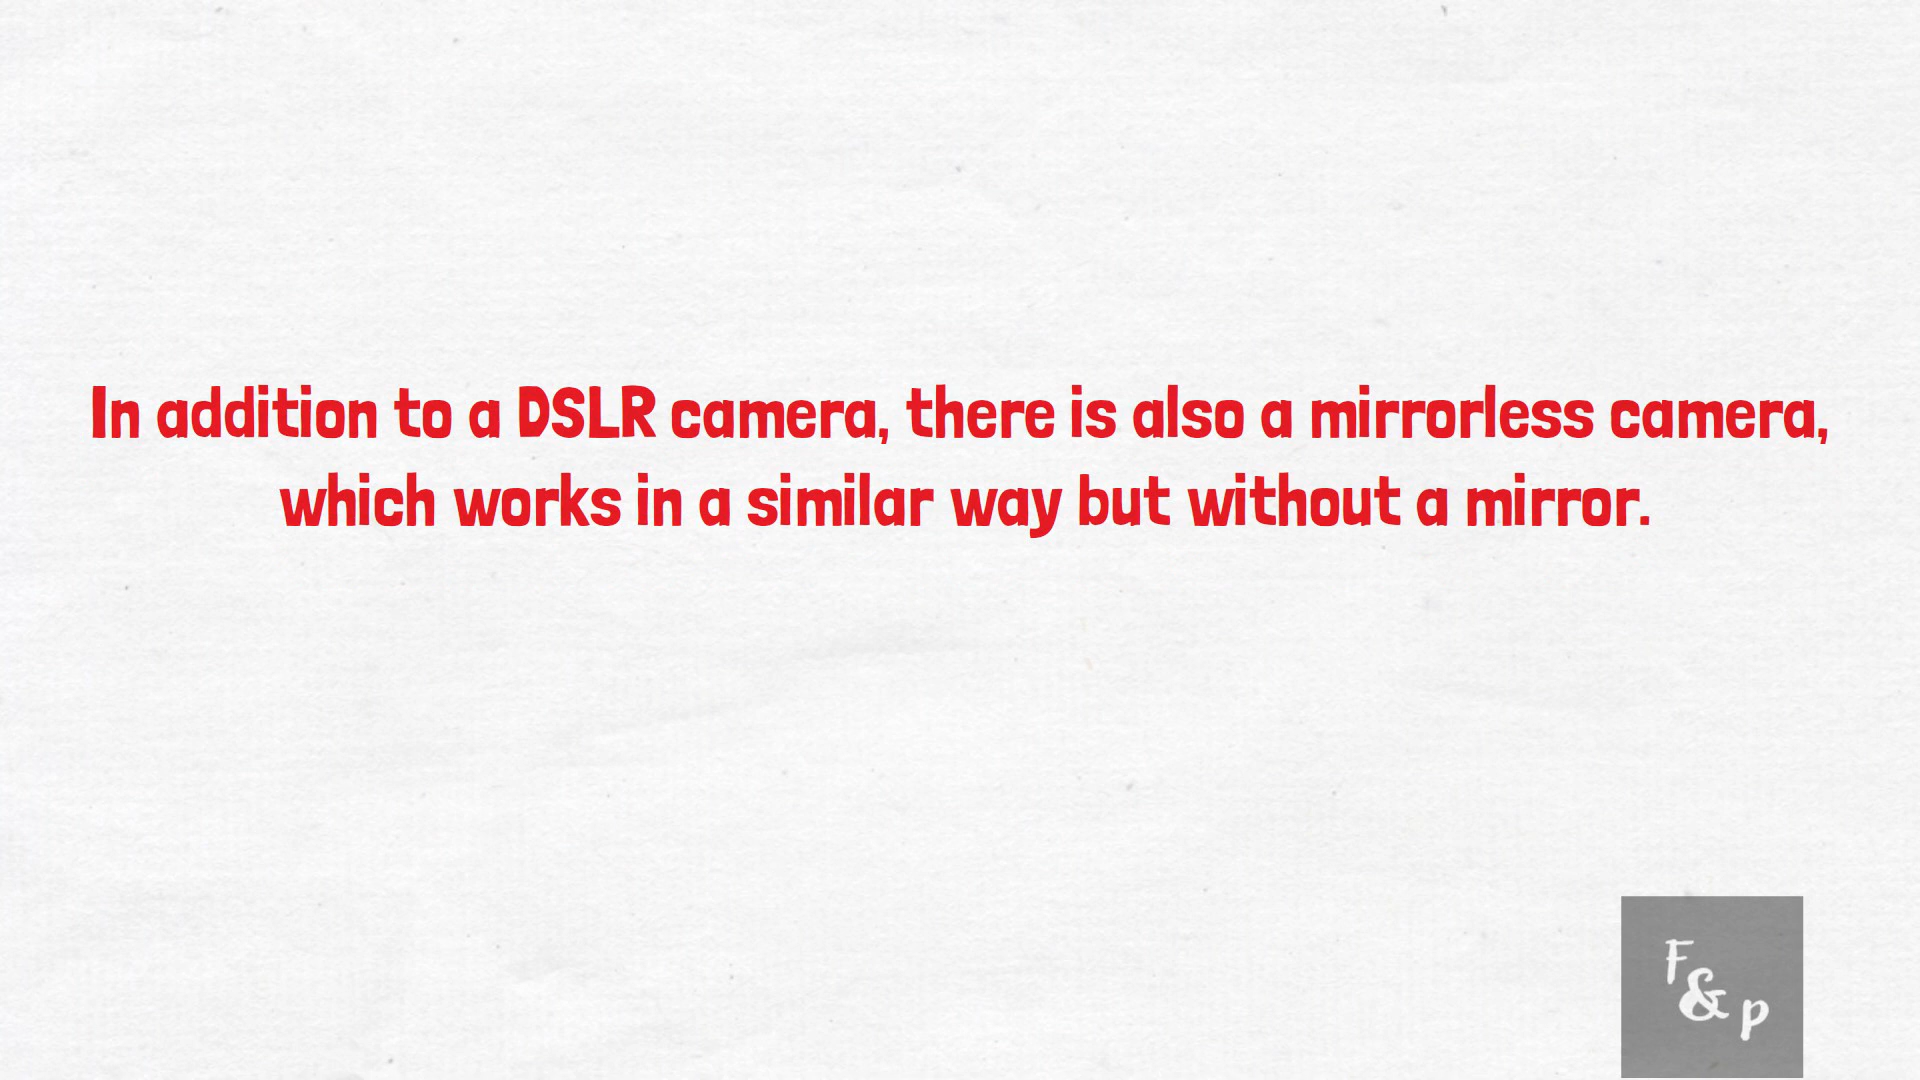 In addition to a DSLR camera, there is also a mirrorless camera,
which works in a similar way but without a mirror.
F
&
p